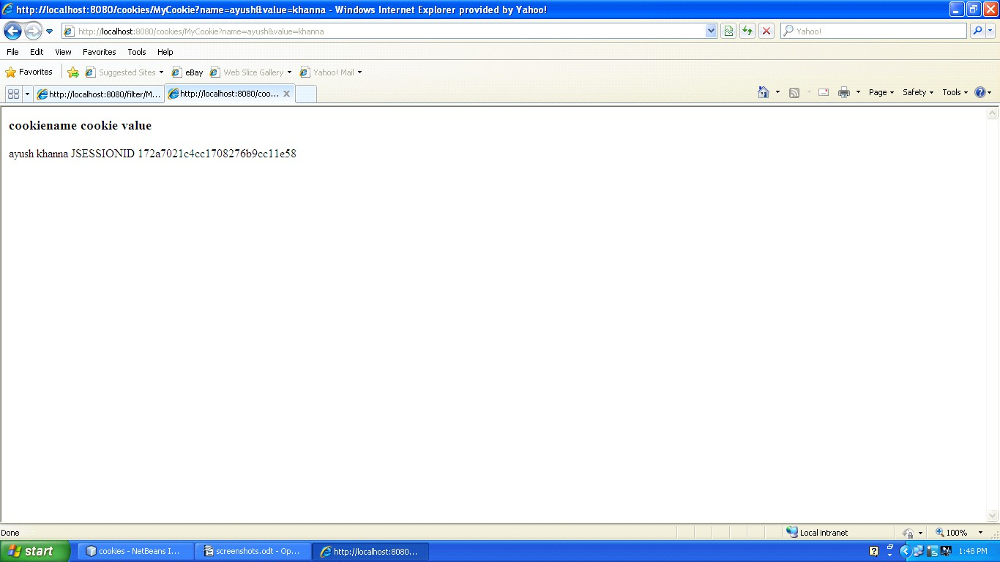 http://localhost:8080/cookies/MyCookie?name=ayush&value=khanna - Windows Internet Explorer provided by Yahoo!
http://localhost:8080/cookies/MyCookie?name=ayush&value=khanna Yahoo!
File Edit View Favorites Tools Help
Favorites Suggested Sites eBay Web Slice Gallery Yahoo! Mail
http://localhost:8080/filter/M... http://localhost:8080/coo... Page Safety Tools
cookiename cookie value
ayush khanna JSESSIONID 172a7021c4cc1708276b9cc11e58
Done Local intranet 100%
start cookies - NetBeans I... screenshots.odt - Op... http://localhost:8080... 1:48 PM